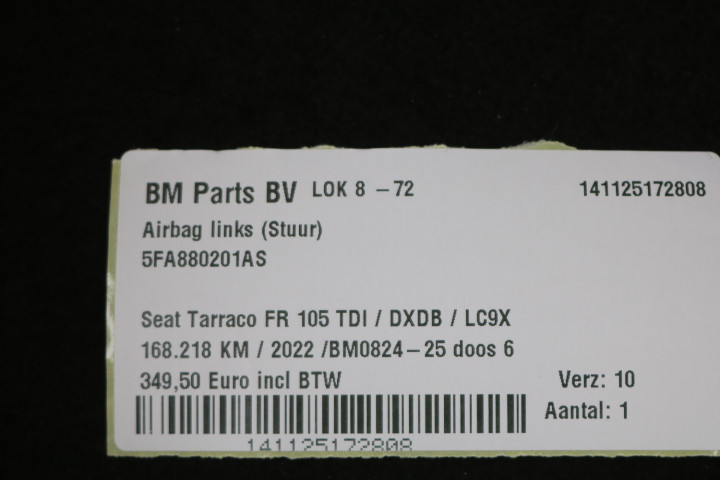 BM Parts BV LOK 8 -72 141125172808
Airbag links (Stuur)
5FA880201AS
Seat Tarraco FR 105 TDI / DXDB / LC9X
168.218 KM / 2022 /BM0824-25 doos 6
349,50 Euro incl BTW Verz: 10
Aantal: 1
141125172808